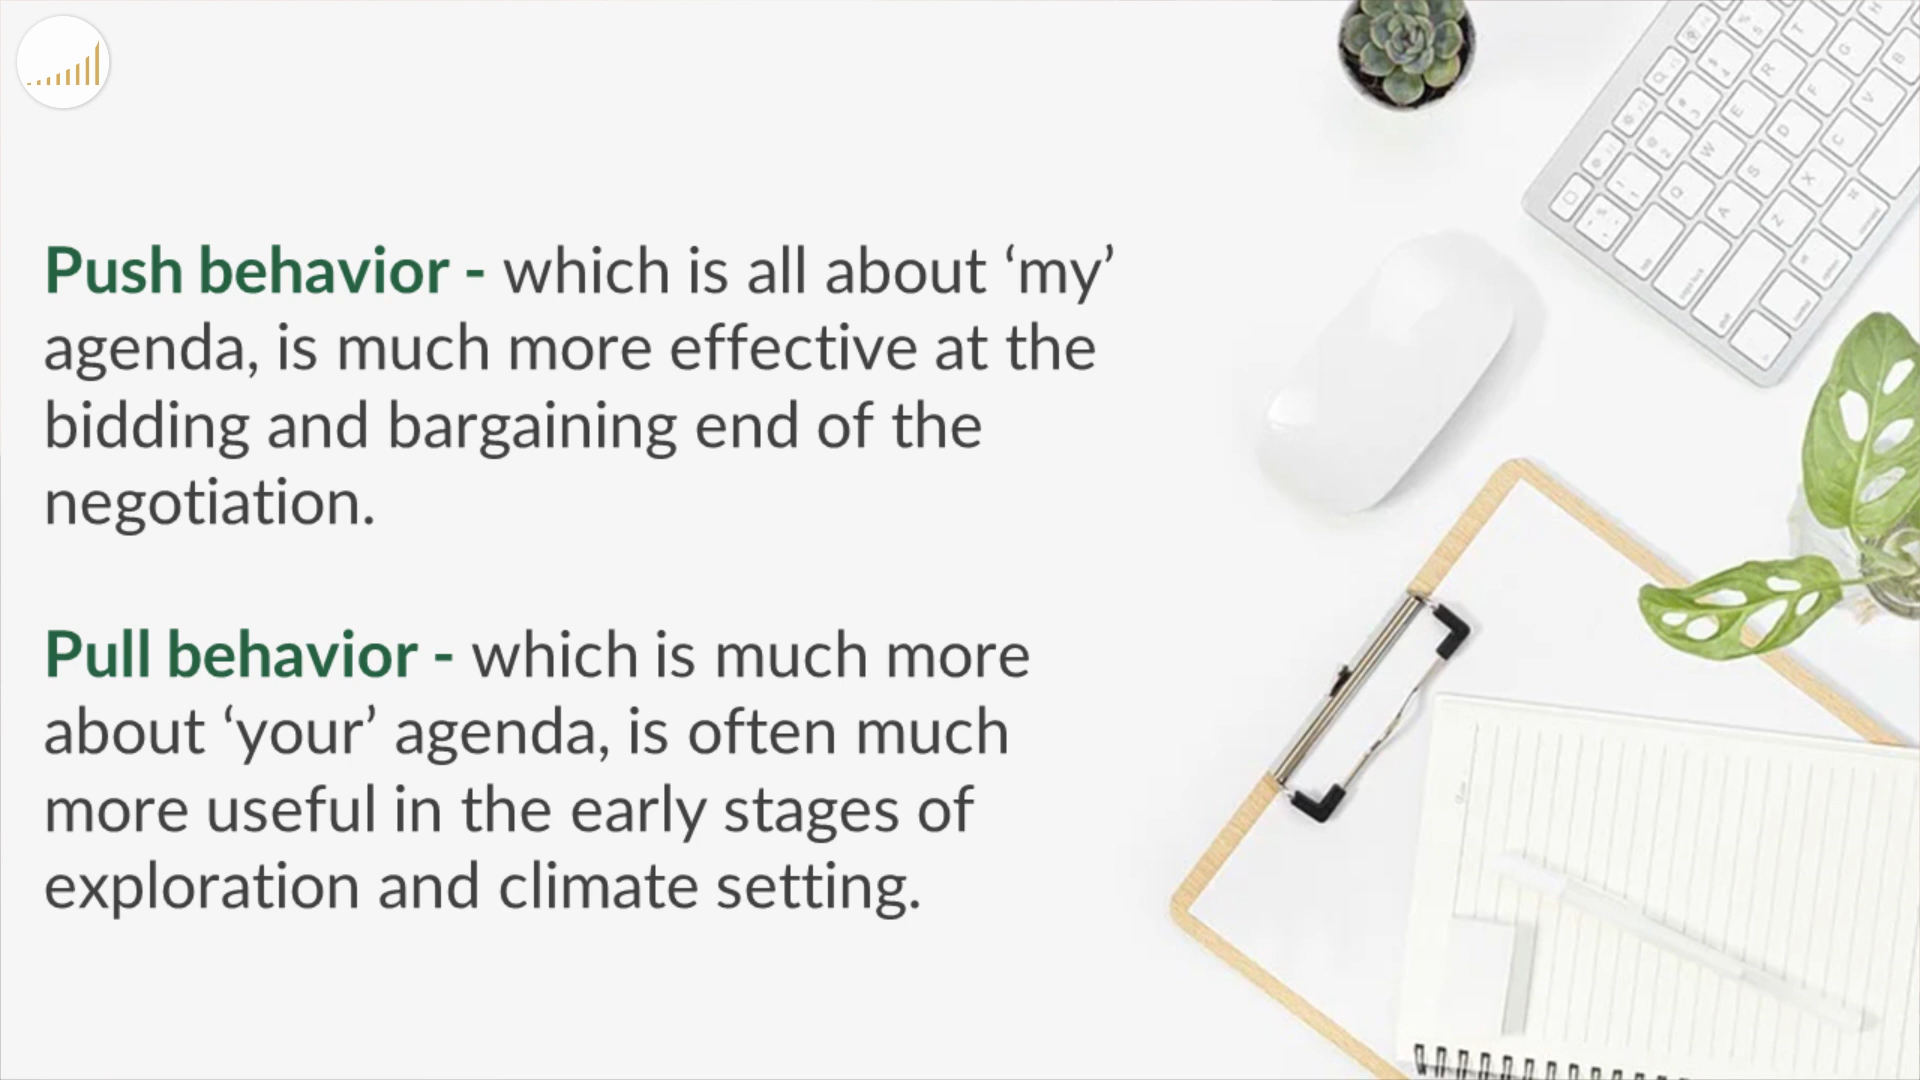 Push behavior - which is all about ‘my’
agenda, is much more effective at the
bidding and bargaining end of the
negotiation.
Pull behavior - which is much more
about ‘your’ agenda, is often much
more useful in the early stages of
exploration and climate setting.